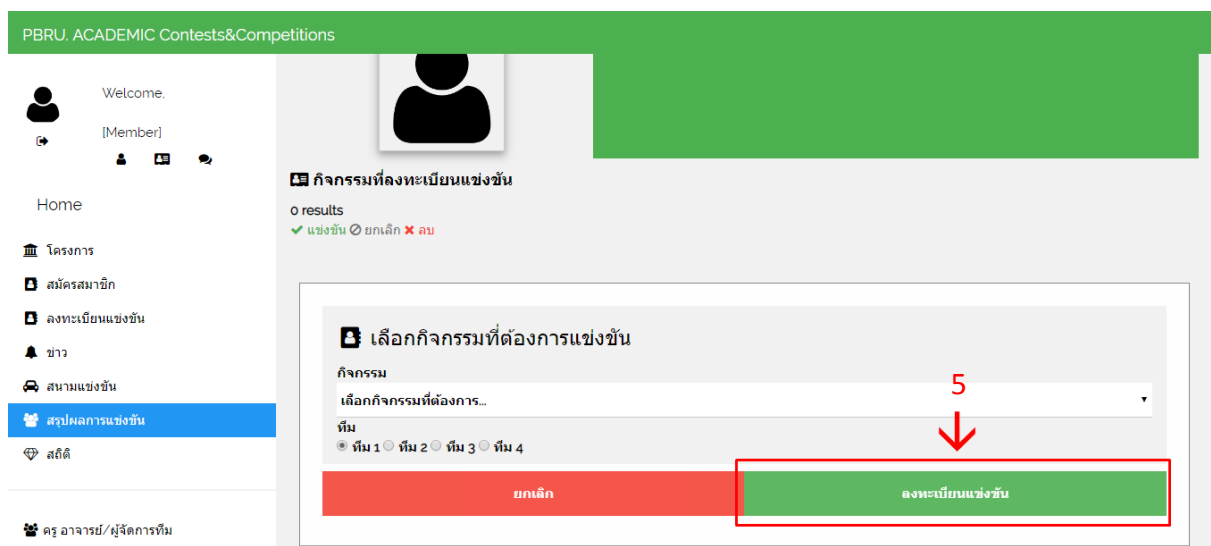 PBRU. ACADEMIC Contests&Competitions
Welcome,
[Member]
Home
โครงการ
สมัครสมาชิก
ลงทะเบียนแข่งขัน
ข่าว
สนามแข่งขัน
สรุปผลการแข่งขัน
สถิติ
ครู อาจารย์/ผู้จัดการทีม
กิจกรรมที่ลงทะเบียนแข่งขัน
0 results
แข่งขัน ยกเลิก ลบ
เลือกกิจกรรมที่ต้องการแข่งขัน
กิจกรรม
เลือกกิจกรรมที่ต้องการ...
ทีม
ทีม 1 ทีม 2 ทีม 3 ทีม 4
5
ยกเลิก ลงทะเบียนแข่งขัน